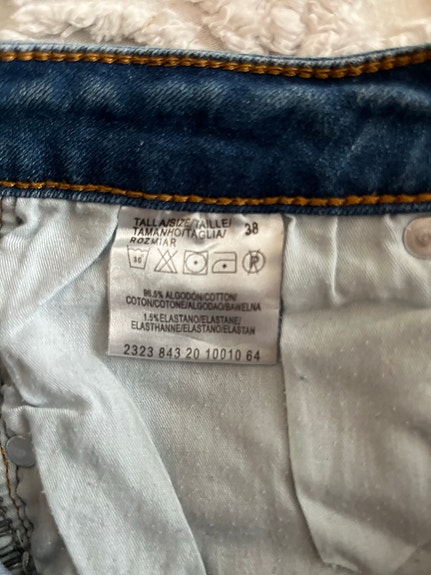 TALLA/SIZE/TAILLE/
TAMANHO/TAGLIA/ 38
ROZMIAR
30 P
98,5% ALGODÓN/COTTON/
COTON/COTONE/ALGODAO/BAWELNA
1,5% ELASTANO/ELASTANE/
ELASTHANNE/ELASTANO/ELASTAN
2323 843 20 10010 64